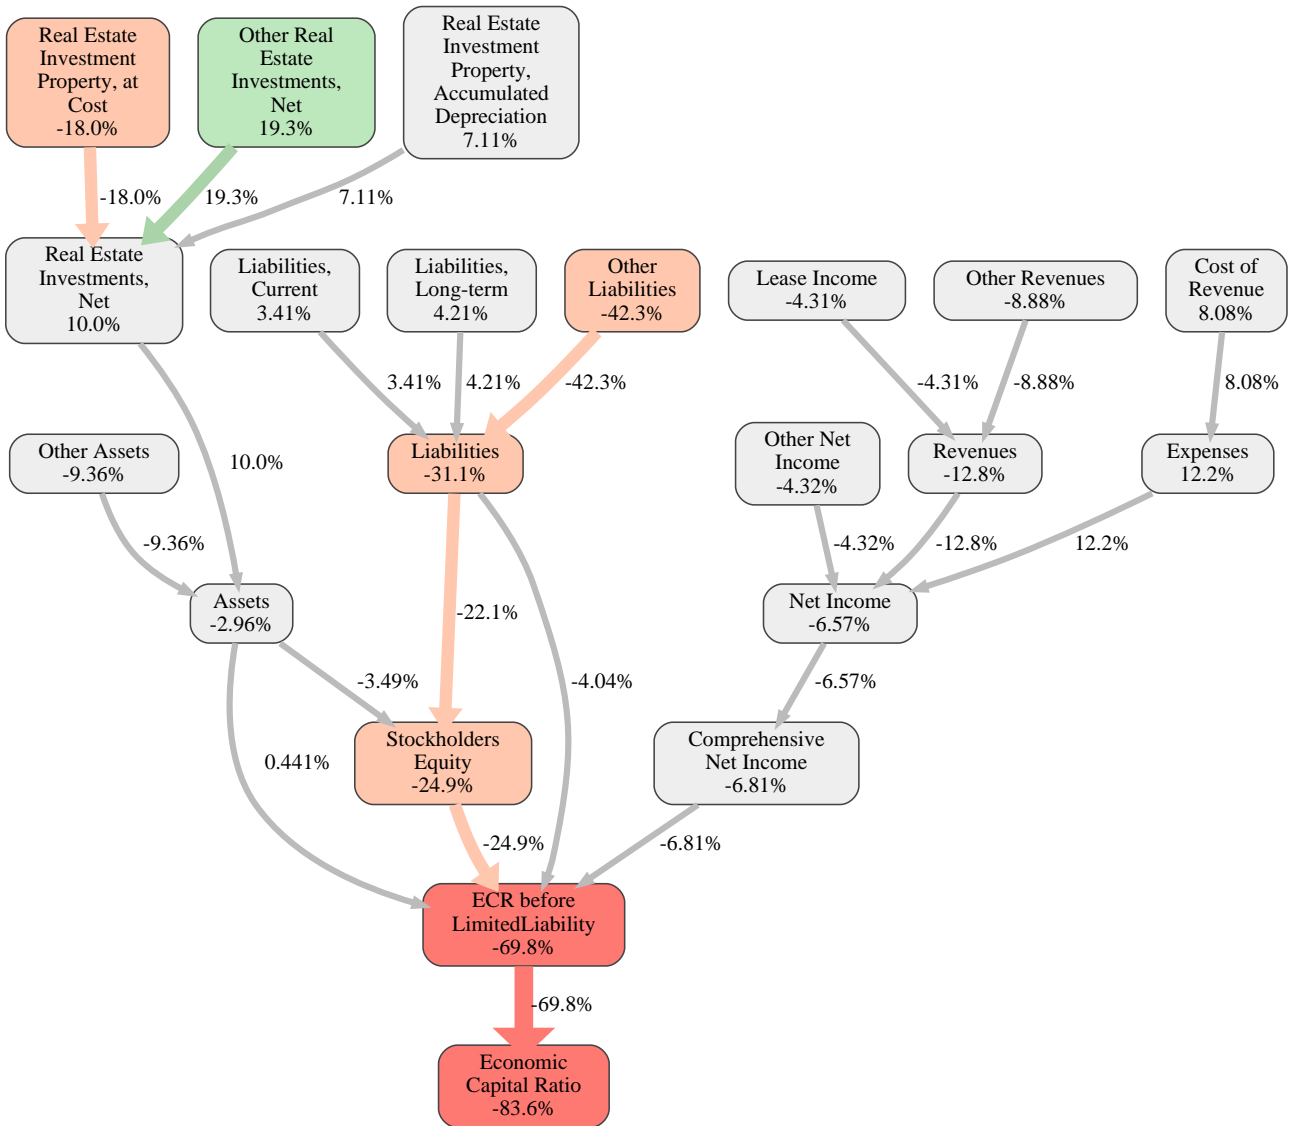 Real Estate
Investment
Property, at
Cost
-18.0%
Other Real
Estate
Investments,
Net
19.3%
Real Estate
Investment
Property,
Accumulated
Depreciation
7.11%
-18.0%
19.3%
7.11%
Real Estate
Investments,
Net
10.0%
Liabilities,
Current
3.41%
Liabilities,
Long-term
4.21%
Other
Liabilities
-42.3%
Lease Income
-4.31%
Other Revenues
-8.88%
Cost of
Revenue
8.08%
3.41%
4.21%
-42.3%
-4.31%
-8.88%
8.08%
Other Assets
-9.36%
10.0%
Liabilities
-31.1%
Other Net
Income
-4.32%
Revenues
-12.8%
Expenses
12.2%
-9.36%
-4.32%
-12.8%
12.2%
Assets
-2.96%
-22.1%
Net Income
-6.57%
-3.49%
-4.04%
-6.57%
0.441%
Stockholders
Equity
-24.9%
Comprehensive
Net Income
-6.81%
-24.9%
-6.81%
ECR before
LimitedLiability
-69.8%
-69.8%
Economic
Capital Ratio
-83.6%